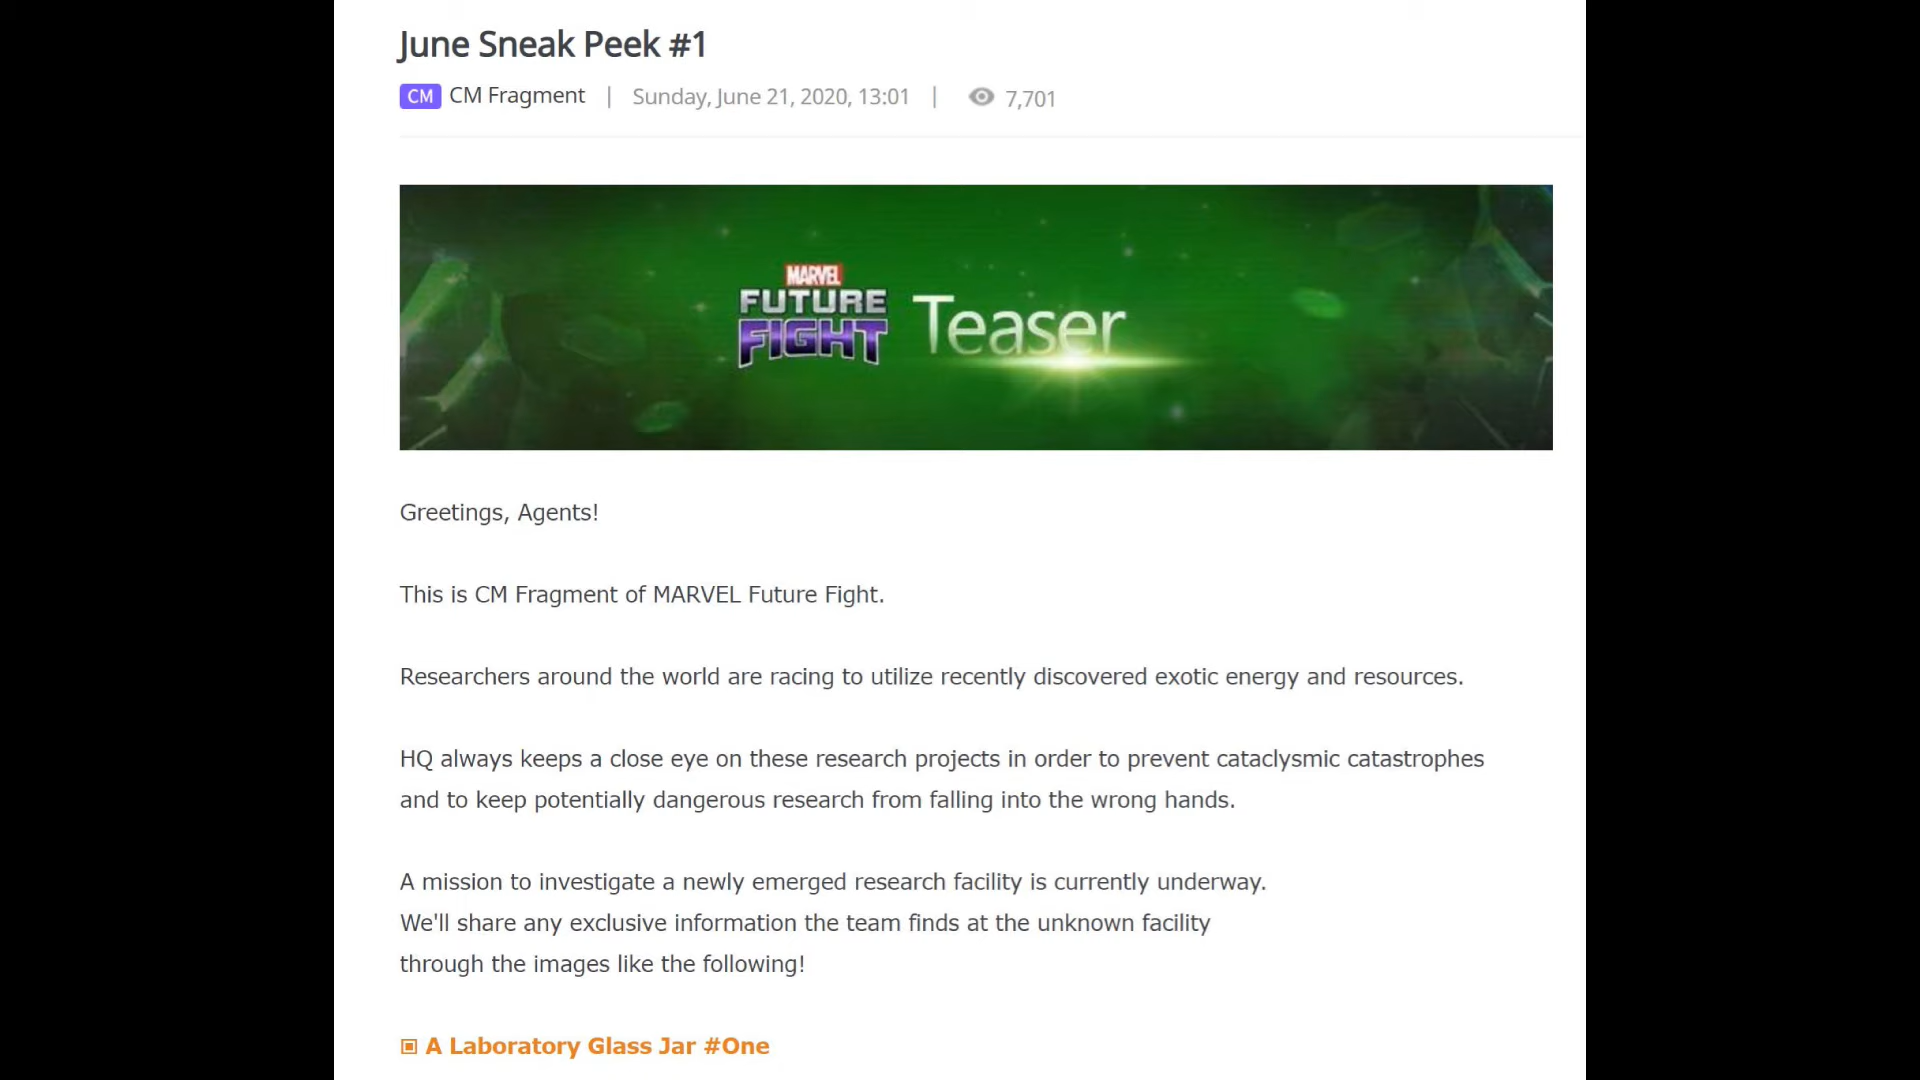 June Sneak Peek #1
CM CM Fragment | Sunday, June 21, 2020, 13:01 | 7,701
MARVEL
FUTURE
FIGHT
Teaser
Greetings, Agents!
This is CM Fragment of MARVEL Future Fight.
Researchers around the world are racing to utilize recently discovered exotic energy and resources.
HQ always keeps a close eye on these research projects in order to prevent cataclysmic catastrophes
and to keep potentially dangerous research from falling into the wrong hands.
A mission to investigate a newly emerged research facility is currently underway.
We'll share any exclusive information the team finds at the unknown facility
through the images like the following!
▣ A Laboratory Glass Jar #One